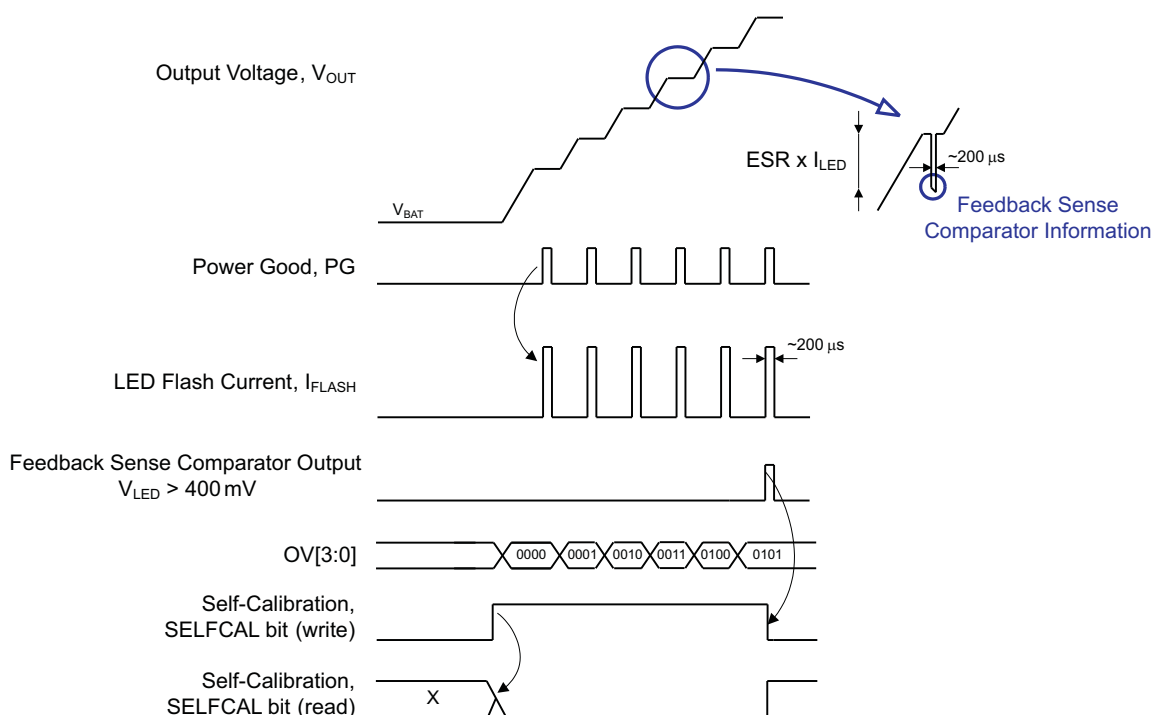 Output Voltage, VOUT
ESR x ILED
~200 μs
Feedback Sense
Comparator Information
VBAT
Power Good, PG
~200 μs
LED Flash Current, IFLASH
Feedback Sense Comparator Output
VLED > 400 mV
OV[3:0]
0000
0001
0010
0011
0100
0101
Self-Calibration,
SELFCAL bit (write)
Self-Calibration,
SELFCAL bit (read)
X